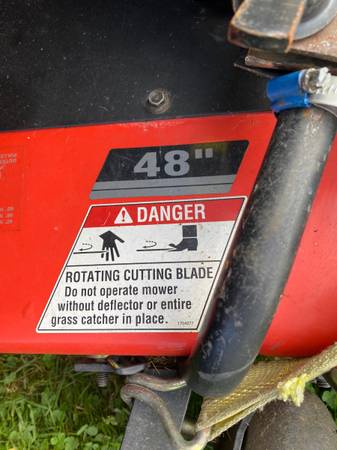 48"
DANGER
ROTATING CUTTING BLADE
Do not operate mower
without deflector or entire
grass catcher in place.